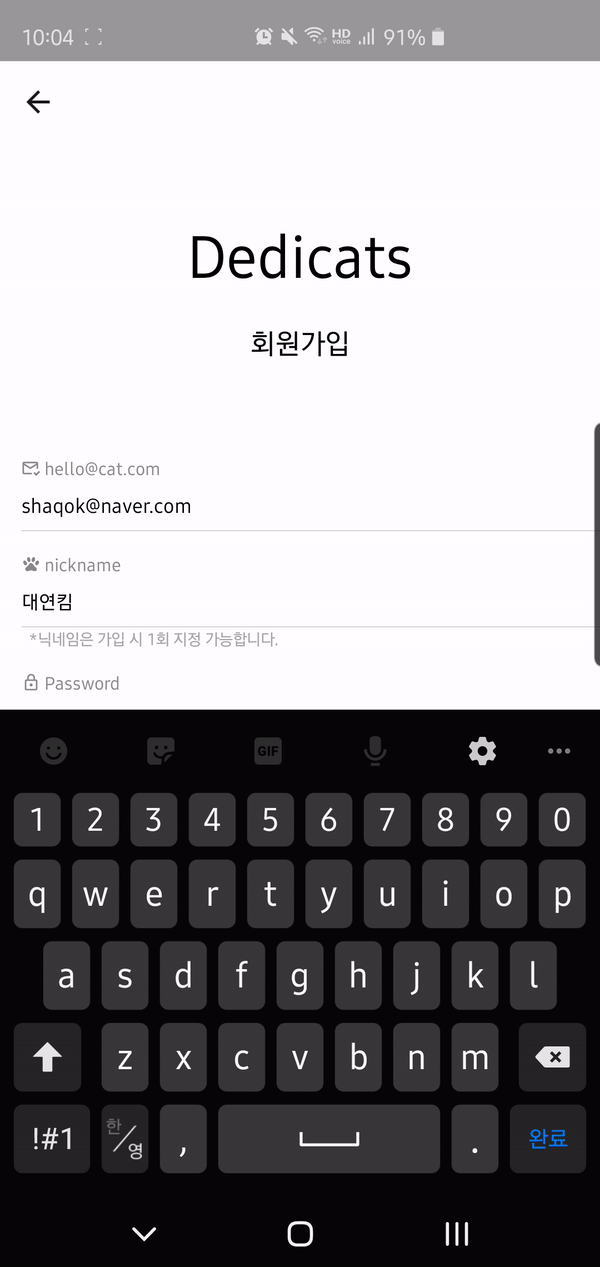 10:04 HD voice 91%
Dedicats
회원가입
hello@cat.com
shaqok@naver.com
nickname
대연킴
*닉네임은 가입 시 1회 지정 가능합니다.
Password
GIF
1 2 3 4 5 6 7 8 9 0
q w e r t y u i o p
a s d f g h j k l
z x c v b n m
!#1 한/영 , . 완료